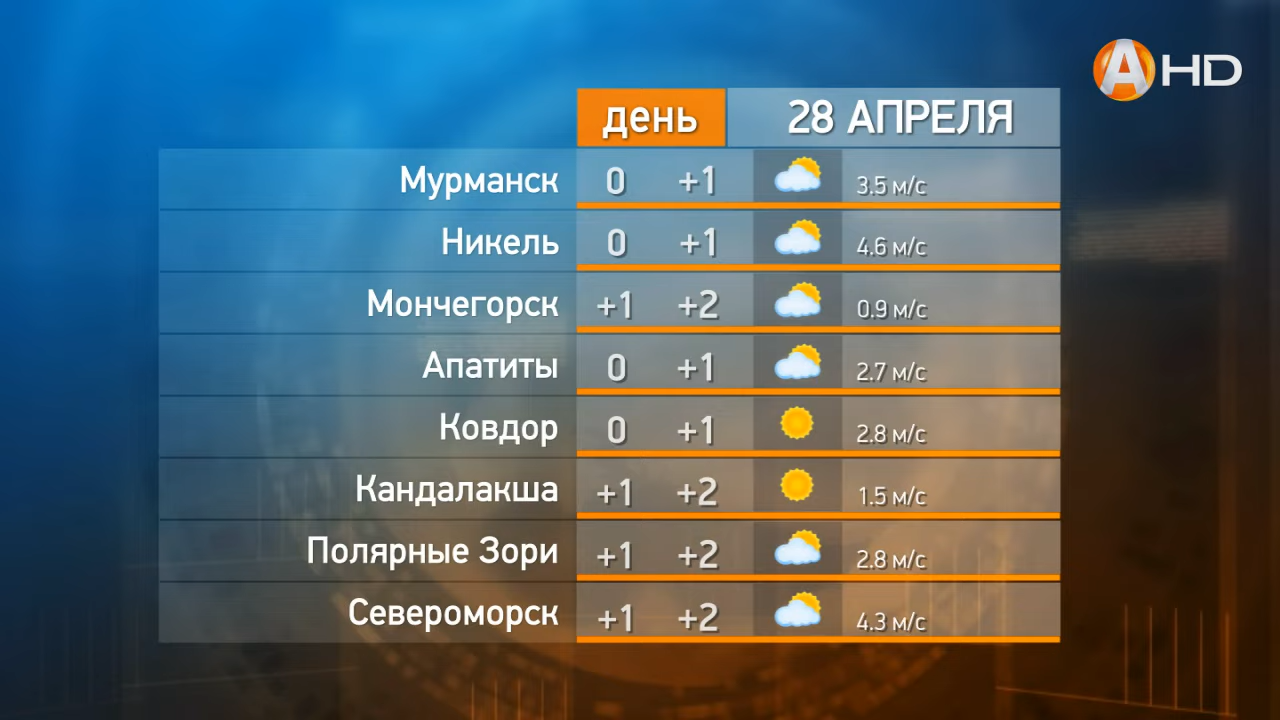 А HD
день 28 АПРЕЛЯ
Мурманск 0 +1 3.5 м/с
Никель 0 +1 4.6 м/с
Мончегорск +1 +2 0.9 м/с
Апатиты 0 +1 2.7 м/с
Ковдор 0 +1 2.8 м/с
Кандалакша +1 +2 1.5 м/с
Полярные Зори +1 +2 2.8 м/с
Североморск +1 +2 4.3 м/с